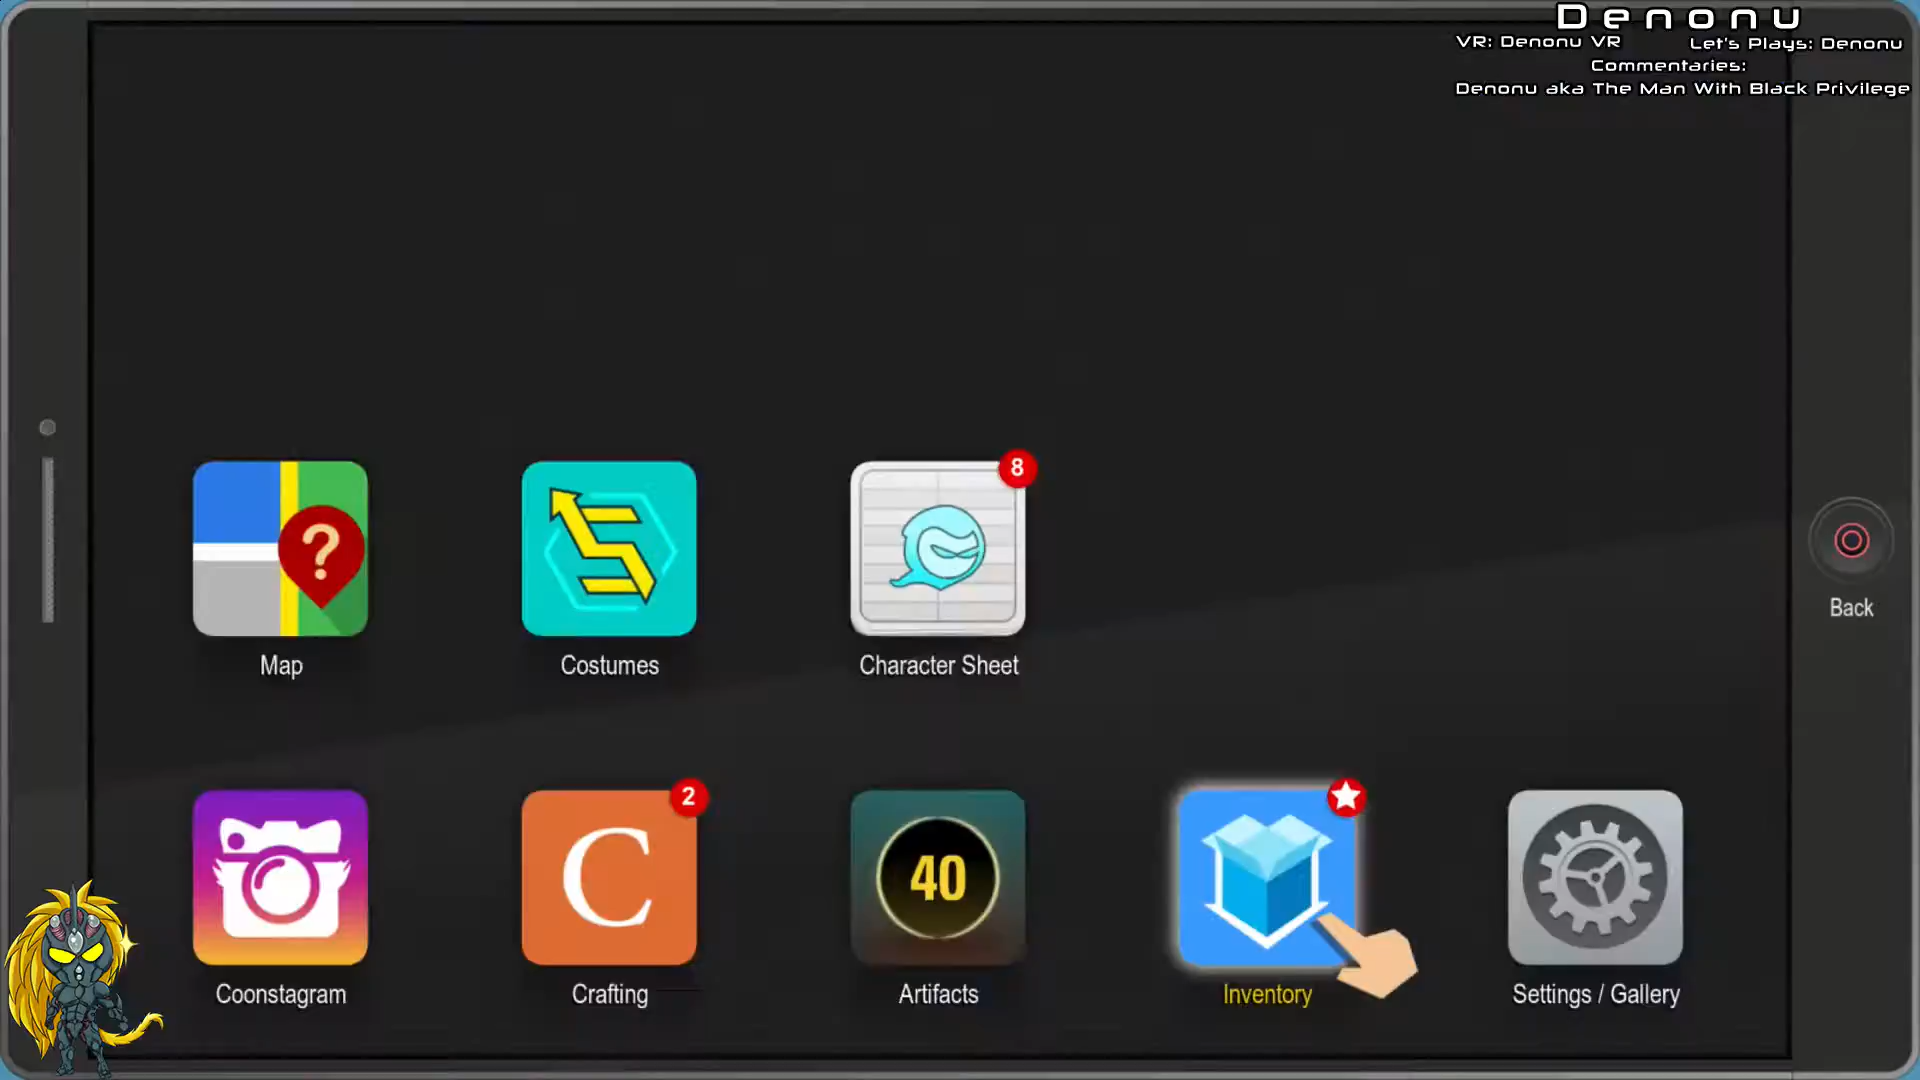 Denonu
VR: Denonu VR
Let's Plays: Denonu
Commentaries:
Denonu aka The Man With Black Privilege
8
?
Back
Map
Costumes
Character Sheet
2
C
40
Coonstagram
Crafting
Artifacts
Inventory
Settings / Gallery